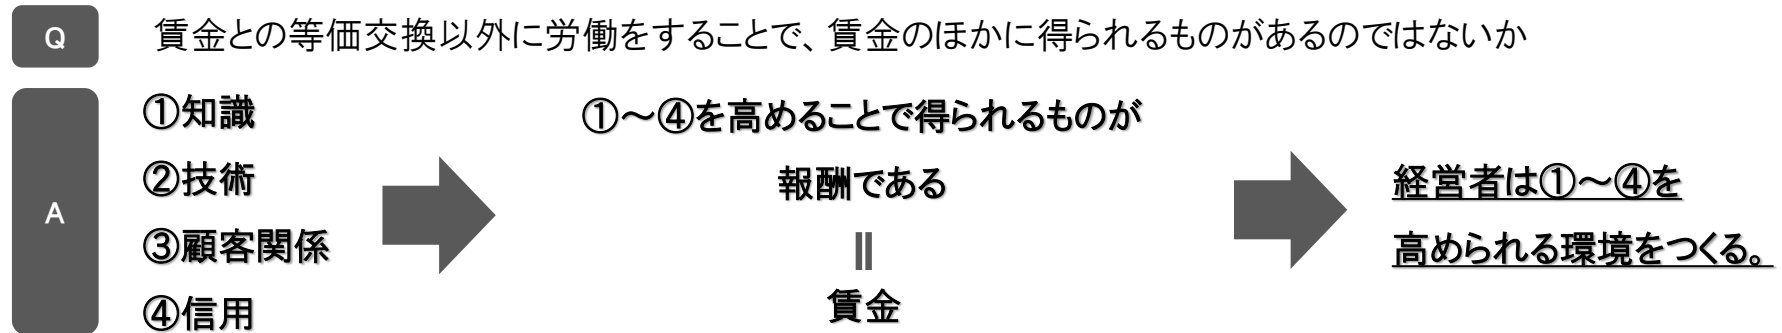 Q
賃金との等価交換以外に労働をすることで、賃金のほかに得られるものがあるのではないか
A
①知識
②技術
③顧客関係
④信用
①～④を高めることで得られるものが
報酬である
||
賃金
経営者は①～④を
高められる環境をつくる。